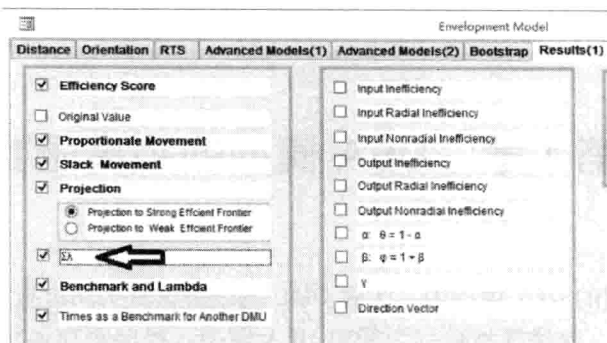 Envelopment Model
Distance Orientation RTS Advanced Models(1) Advanced Models(2) Bootstrap Results(1)
Efficiency Score
Original Value
Proportionate Movement
Slack Movement
Projection
Projection to Strong Effcient Frontier
Projection to Weak Effcient Frontier
Σλ
Benchmark and Lambda
Times as a Benchmark for Another DMU
Input Inefficiency
Input Radial Inefficiency
Input Nonradial Inefficiency
Output Inefficiency
Output Radial Inefficiency
Output Nonradial Inefficiency
α: θ = 1 - α
β: φ = 1 + β
γ
Direction Vector